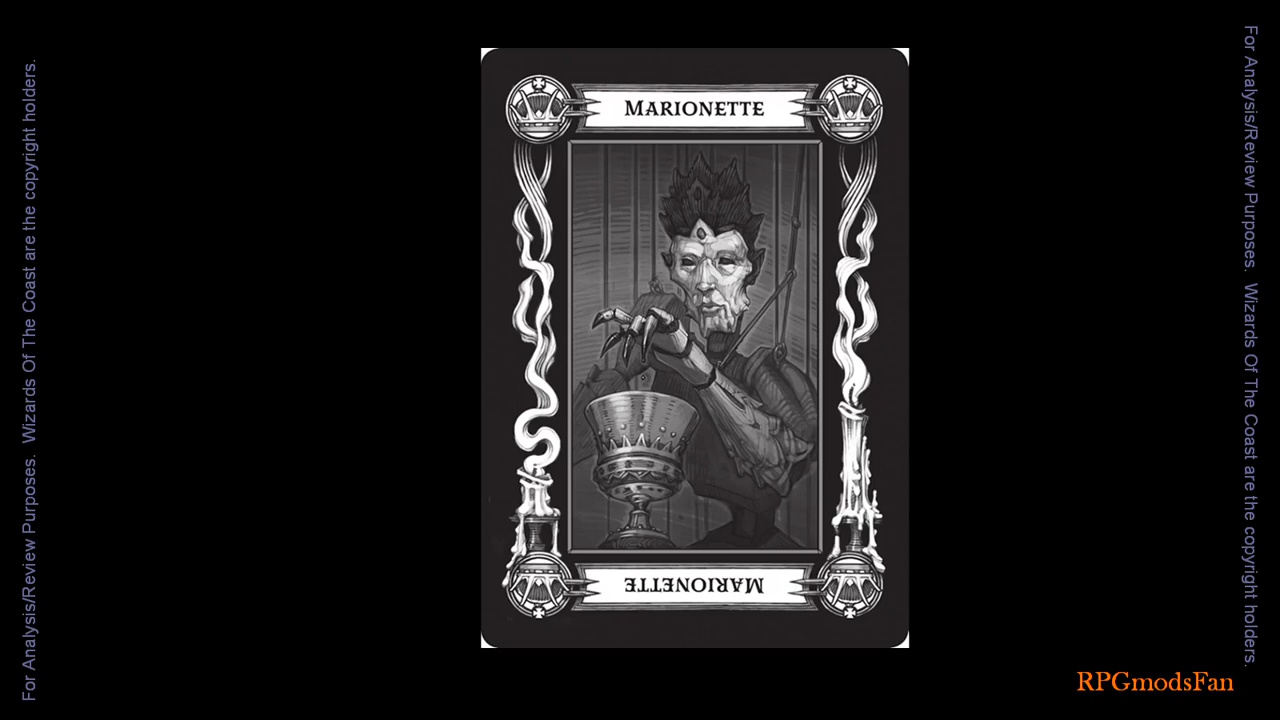 For Analysis/Review Purposes.  Wizards Of The Coast are the copyright holders.
MARIONETTE
MARIONETTE
For Analysis/Review Purposes.  Wizards Of The Coast are the copyright holders.
RPGmodsFan